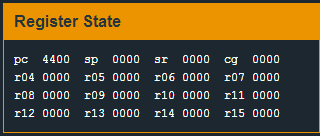 Register State
pc 4400 sp 0000 sr 0000 cg 0000
r04 0000 r05 0000 r06 0000 r07 0000
r08 0000 r09 0000 r10 0000 r11 0000
r12 0000 r13 0000 r14 0000 r15 0000